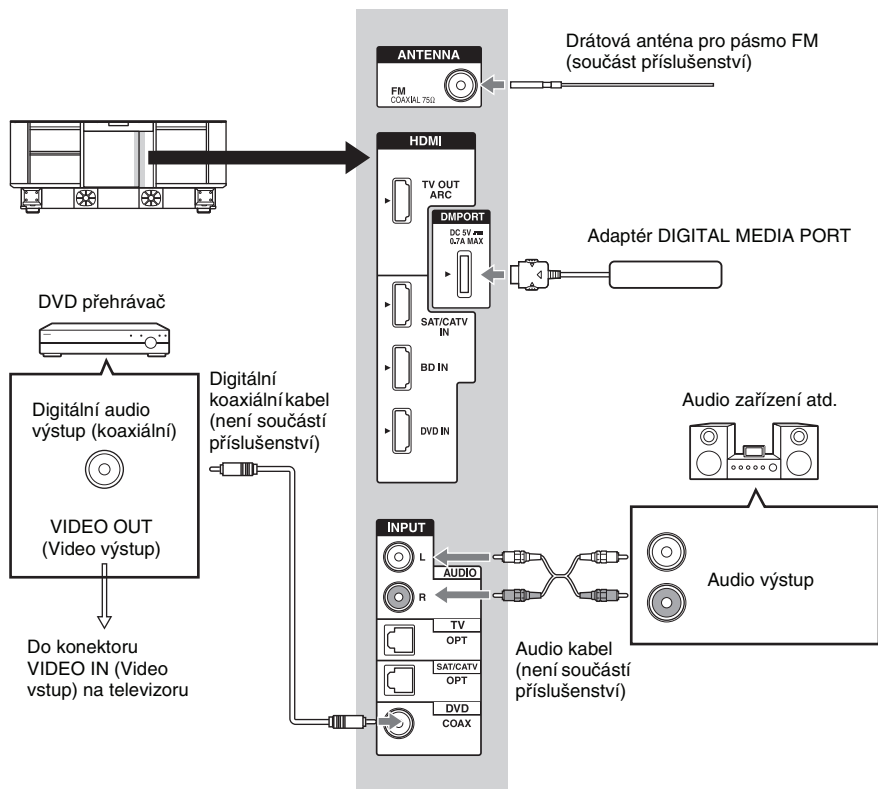 ANTENNA
FM
COAXIAL 75Ω
Drátová anténa pro pásmo FM
(součást příslušenství)
HDMI
TV OUT
ARC
DMPORT
DC 5V
0.7A MAX
Adaptér DIGITAL MEDIA PORT
SAT/CATV
IN
BD IN
DVD IN
DVD přehrávač
Digitální audio
výstup (koaxiální)
VIDEO OUT
(Video výstup)
Do konektoru
VIDEO IN (Video
vstup) na televizoru
Digitální
koaxiální kabel
(není součástí
příslušenství)
Audio zařízení atd.
Audio výstup
INPUT
L
AUDIO
R
TV
OPT
SAT/CATV
OPT
DVD
COAX
Audio kabel
(není součástí
příslušenství)